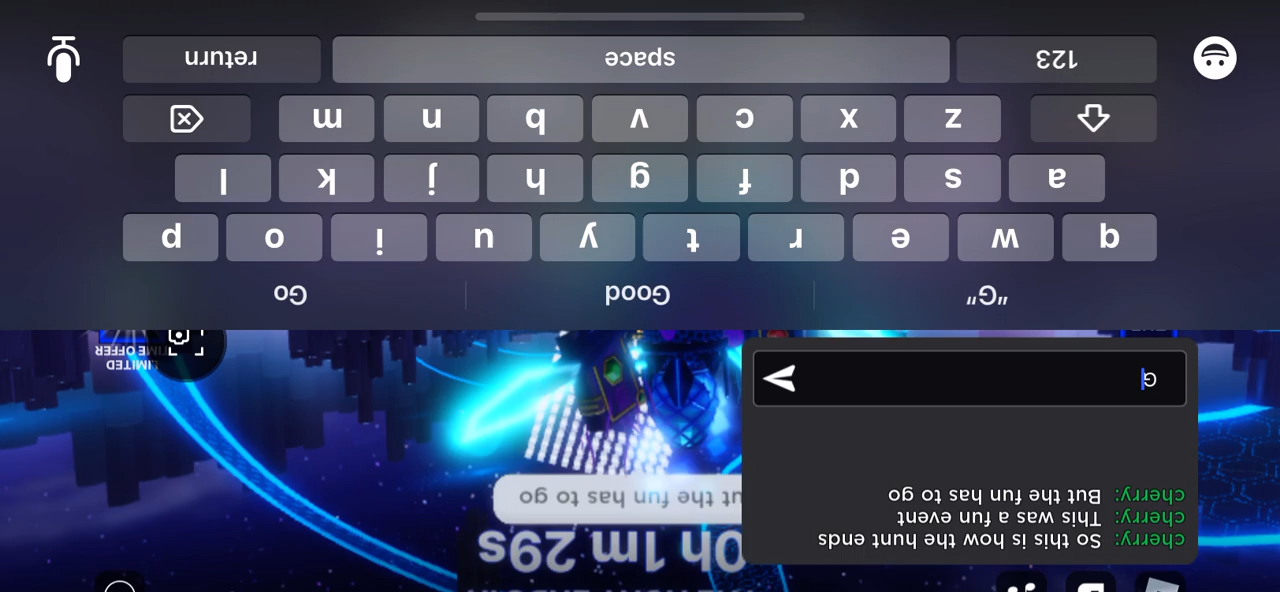 0h 1m 29s
cherry: So this is how the hunt ends
cherry: This was a fun event
cherry: But the fun has to go
ut the fun has to go
G
LIMITED
TIME OFFER
"G" Good Go
q w e r t y u i o p
a s d f g h j k l
z x c v b n m
123 space return